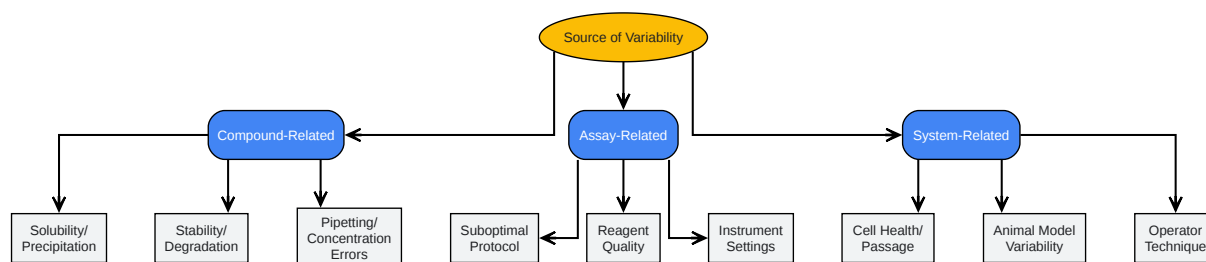 Source of Variability
Compound-Related
Assay-Related
System-Related
Solubility/
Precipitation
Stability/
Degradation
Pipetting/
Concentration
Errors
Suboptimal
Protocol
Reagent
Quality
Instrument
Settings
Cell Health/
Passage
Animal Model
Variability
Operator
Technique